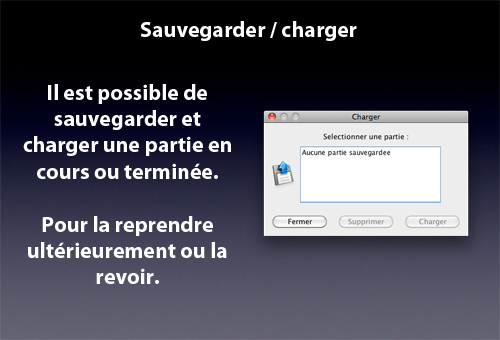 Sauvegarder / charger
Il est possible de
sauvegarder et
charger une partie en
cours ou terminée.
Pour la reprendre
ultérieurement ou la
revoir.
Charger
Selectionner une partie :
Aucune partie sauvegardee
Fermer
Supprimer
Charger